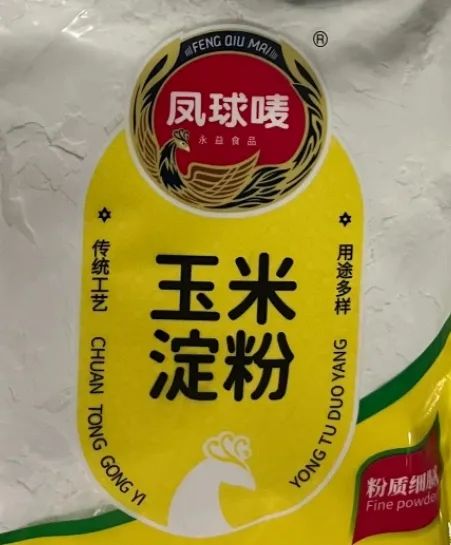 FENG QIU MAI
®
凤球唛
永益食品
传统工艺
CHUAN TONG GONG YI
用途多样
YONG TU DUO YANG
玉米
淀粉
粉质细腻
Fine powder